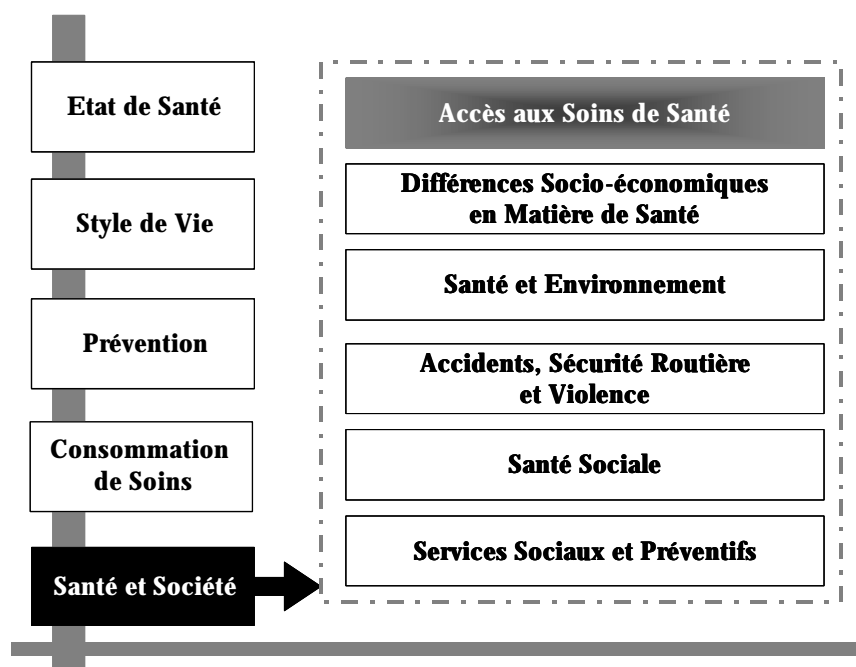 Etat de Santé
Style de Vie
Prévention
Consommation
de Soins
Santé et Société
Accès aux Soins de Santé
Différences Socio-économiques
en Matière de Santé
Santé et Environnement
Accidents, Sécurité Routière
et Violence
Santé Sociale
Services Sociaux et Préventifs